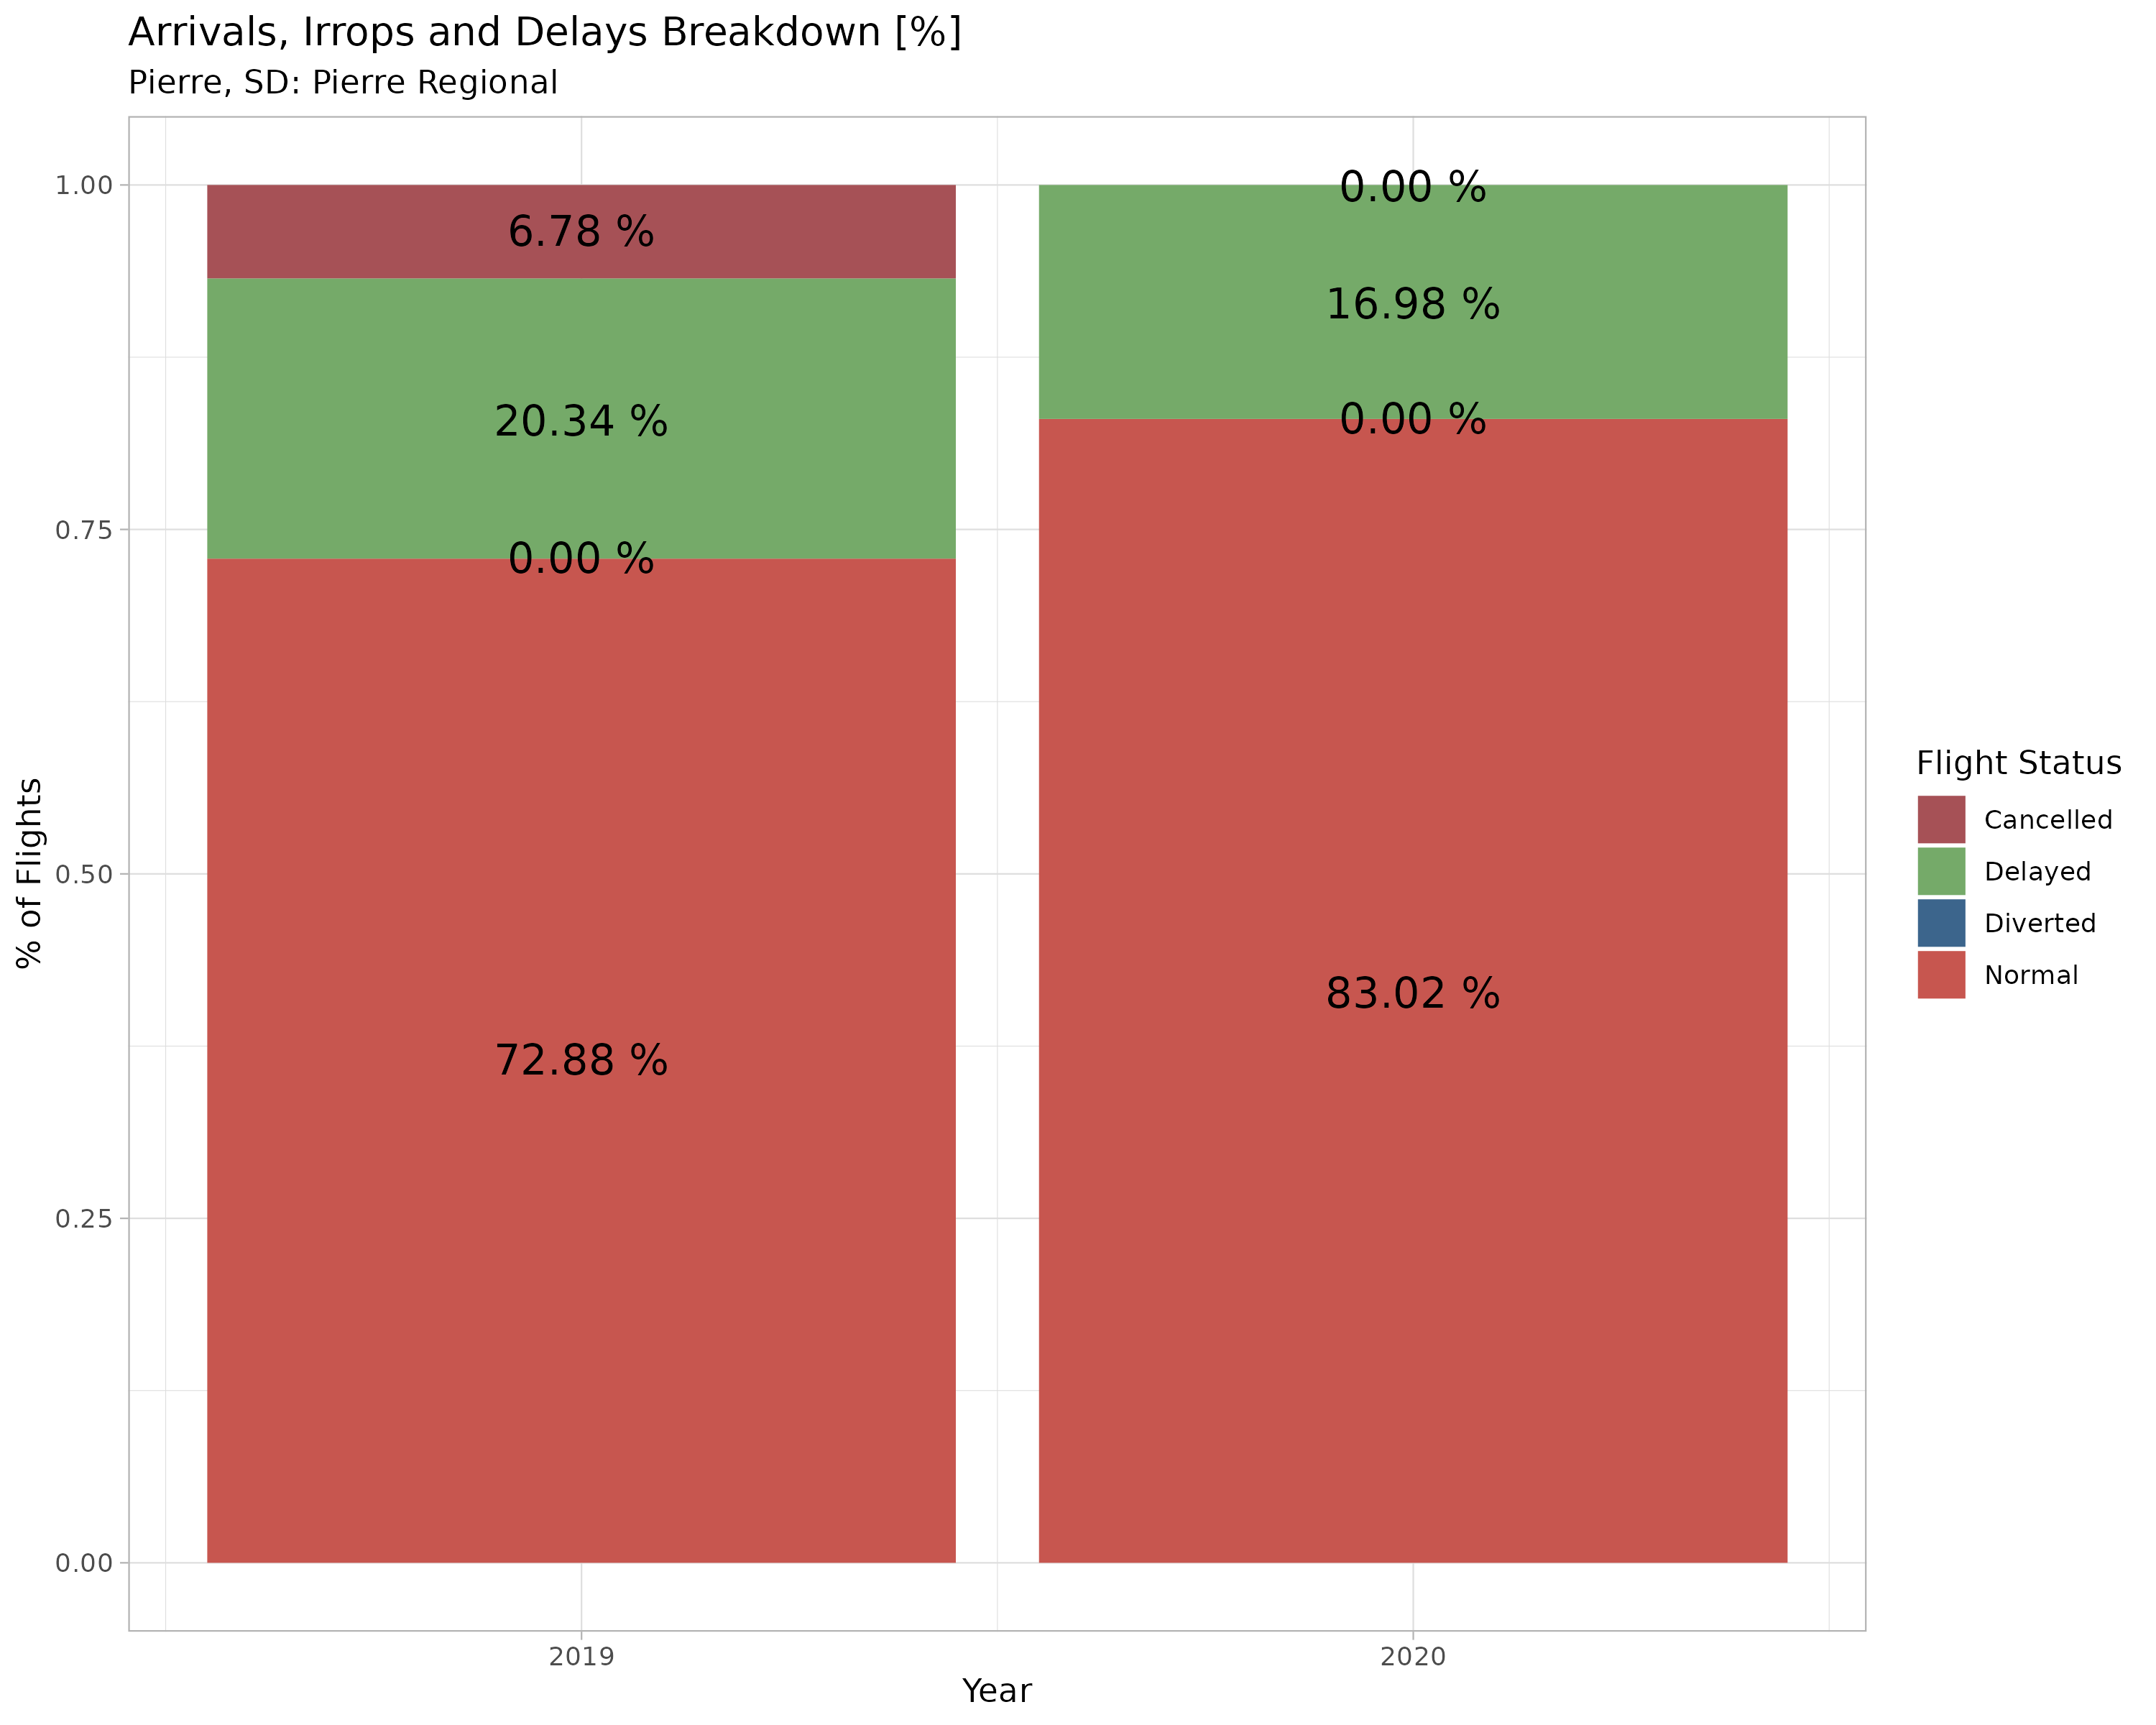 Arrivals, Irrops and Delays Breakdown [%]
Pierre, SD: Pierre Regional
% of Flights
1.00
0.75
0.50
0.25
0.00
6.78 %
20.34 %
0.00 %
72.88 %
0.00 %
16.98 %
0.00 %
83.02 %
2019
2020
Year
Flight Status
Cancelled
Delayed
Diverted
Normal